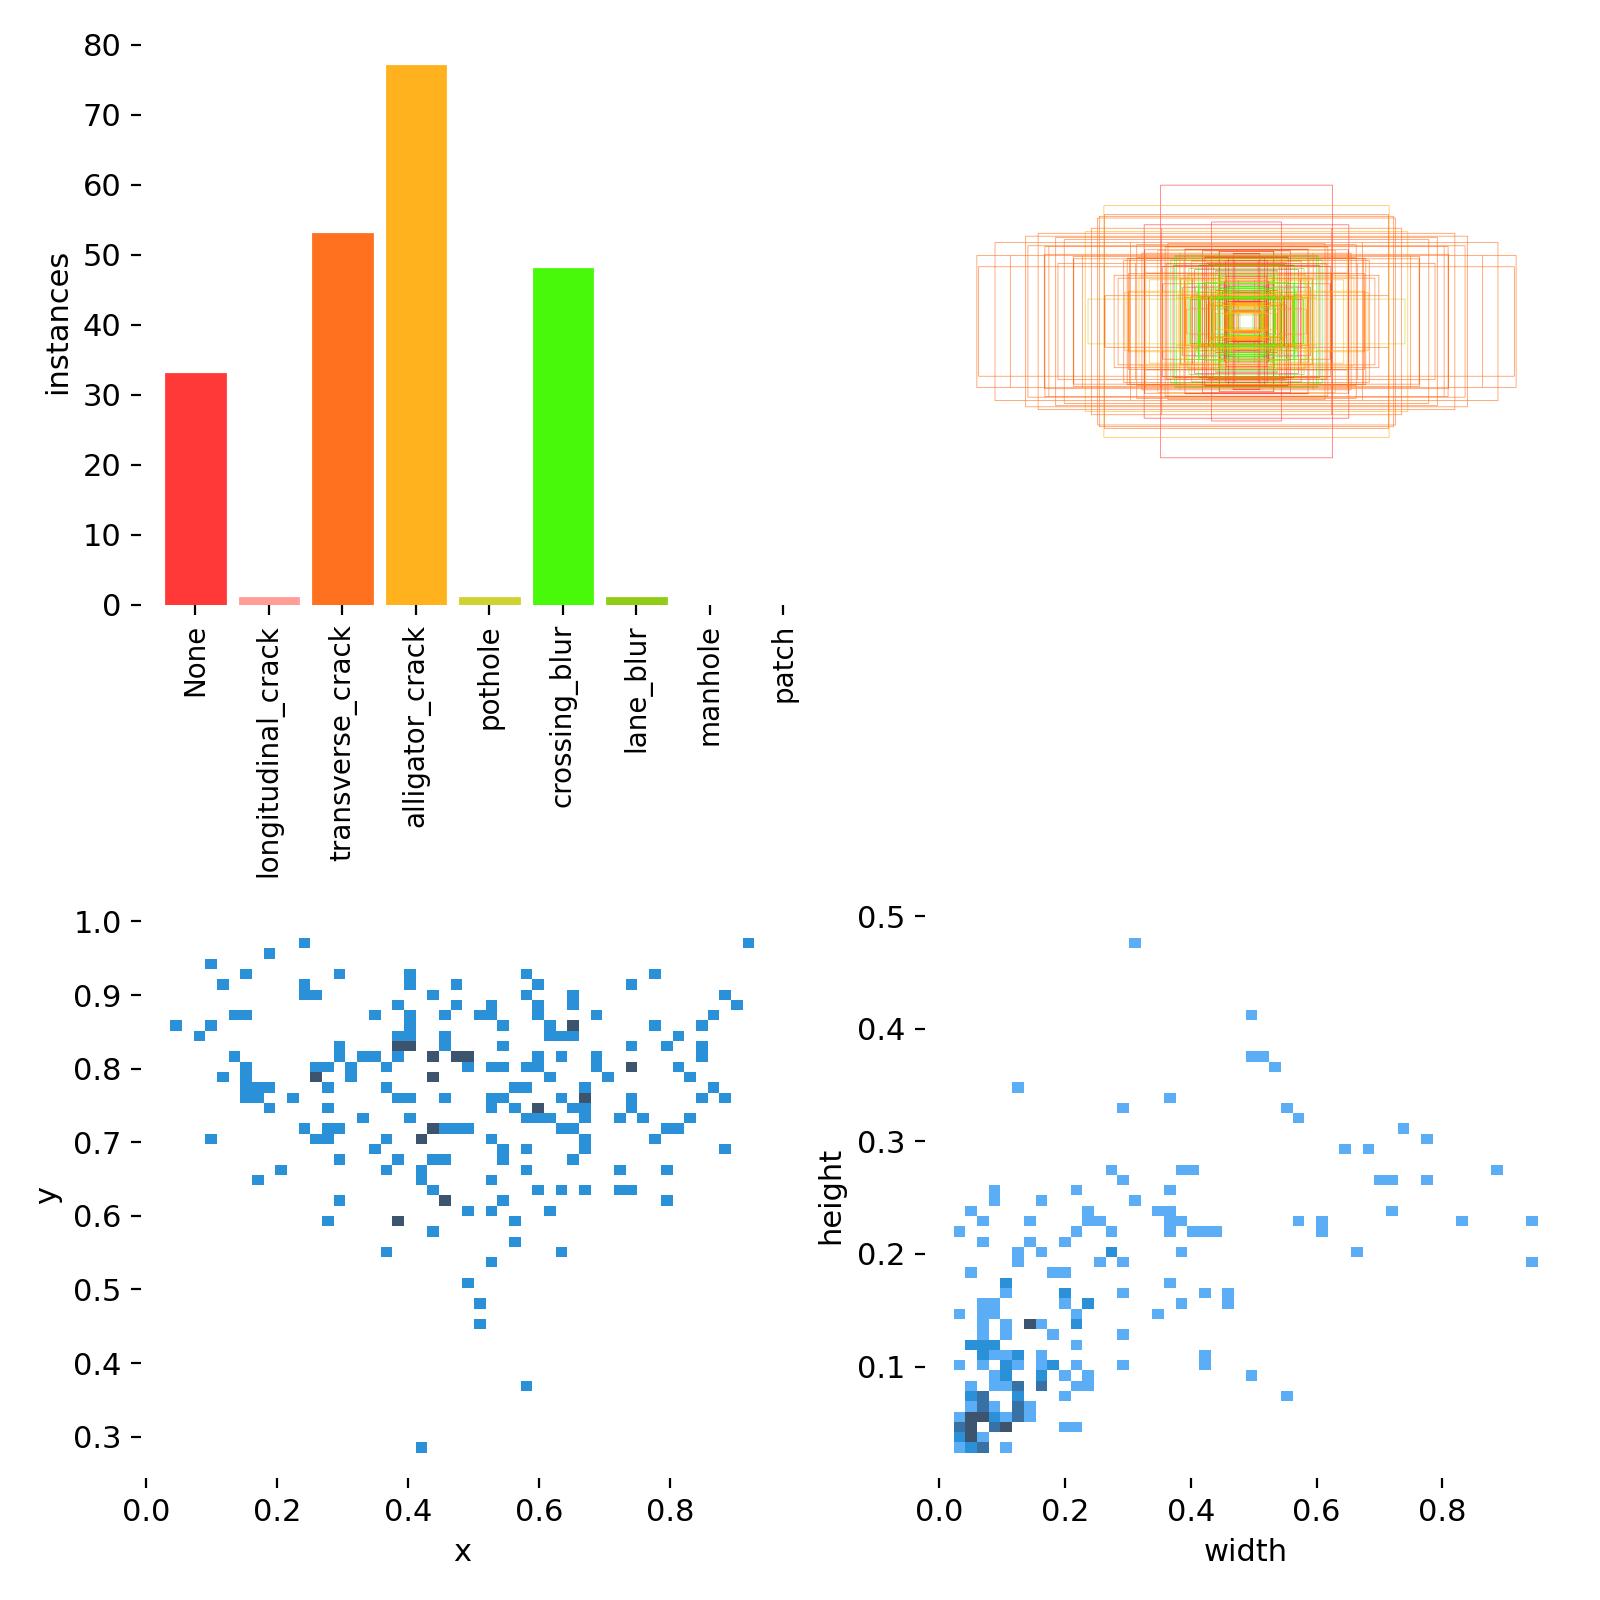 80
70
60
50
40
30
20
10
0
instances
None
longitudinal_crack
transverse_crack
alligator_crack
pothole
crossing_blur
lane_blur
manhole
patch
1.0
0.9
0.8
0.7
0.6
0.5
0.4
0.3
y
0.0 0.2 0.4 0.6 0.8
x
0.5
0.4
0.3
0.2
0.1
height
0.0 0.2 0.4 0.6 0.8
width